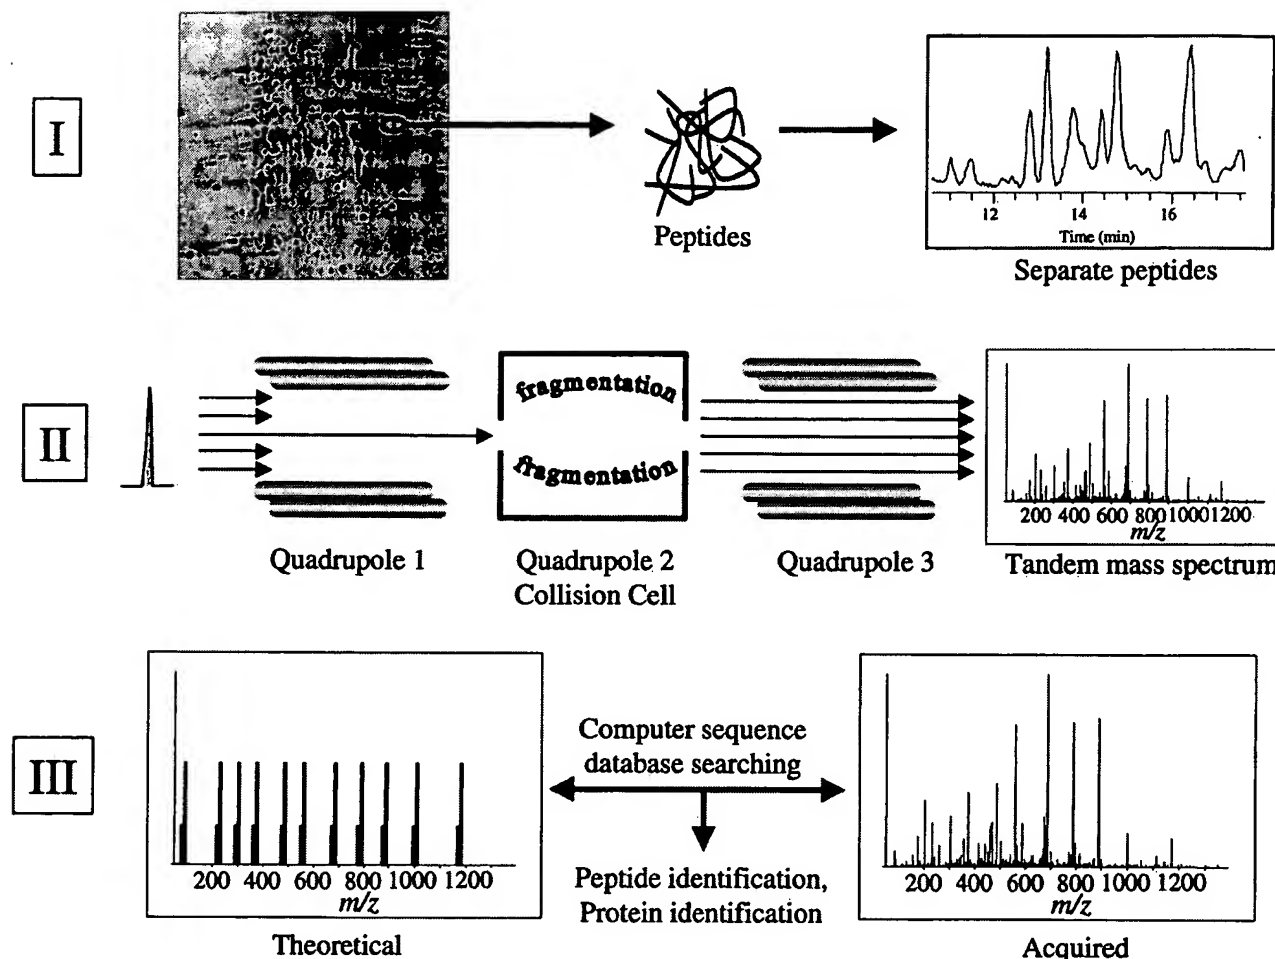 I
Peptides
12 14 16
Time (min)
Separate peptides
II
fragmentation
fragmentation
Quadrupole 1
Quadrupole 2
Collision Cell
Quadrupole 3
200 400 600 800 1000 1200
m/z
Tandem mass spectrum
III
200 400 600 800 1000 1200
m/z
Theoretical
Computer sequence
database searching
Peptide identification,
Protein identification
200 400 600 800 1000 1200
m/z
Acquired